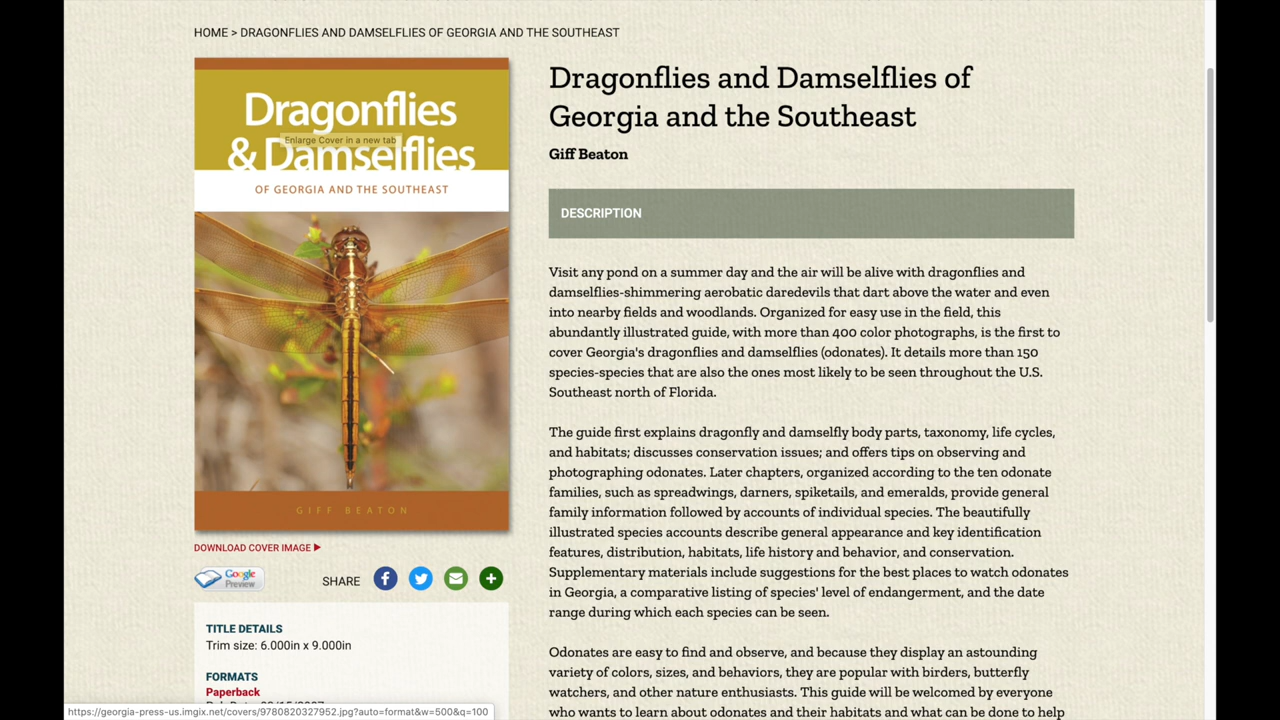 HOME > DRAGONFLIES AND DAMSELFLIES OF GEORGIA AND THE SOUTHEAST
Dragonflies
& Damselflies
Enlarge Cover in a new tab
OF GEORGIA AND THE SOUTHEAST
GIFF BEATON
DOWNLOAD COVER IMAGE
Google
Preview
SHARE
TITLE DETAILS
Trim size: 6.000in x 9.000in
FORMATS
Paperback
Dragonflies and Damselflies of
Georgia and the Southeast
Giff Beaton
DESCRIPTION
Visit any pond on a summer day and the air will be alive with dragonflies and
damselflies-shimmering aerobatic daredevils that dart above the water and even
into nearby fields and woodlands. Organized for easy use in the field, this
abundantly illustrated guide, with more than 400 color photographs, is the first to
cover Georgia's dragonflies and damselflies (odonates). It details more than 150
species-species that are also the ones most likely to be seen throughout the U.S.
Southeast north of Florida.
The guide first explains dragonfly and damselfly body parts, taxonomy, life cycles,
and habitats; discusses conservation issues; and offers tips on observing and
photographing odonates. Later chapters, organized according to the ten odonate
families, such as spreadwings, darners, spiketails, and emeralds, provide general
family information followed by accounts of individual species. The beautifully
illustrated species accounts describe general appearance and key identification
features, distribution, habitats, life history and behavior, and conservation.
Supplementary materials include suggestions for the best places to watch odonates
in Georgia, a comparative listing of species' level of endangerment, and the date
range during which each species can be seen.
Odonates are easy to find and observe, and because they display an astounding
variety of colors, sizes, and behaviors, they are popular with birders, butterfly
watchers, and other nature enthusiasts. This guide will be welcomed by everyone
who wants to learn about odonates and their habitats and what can be done to help
https://georgia-press-us.imgix.net/covers/9780820327952.jpg?auto=format&w=500&q=100